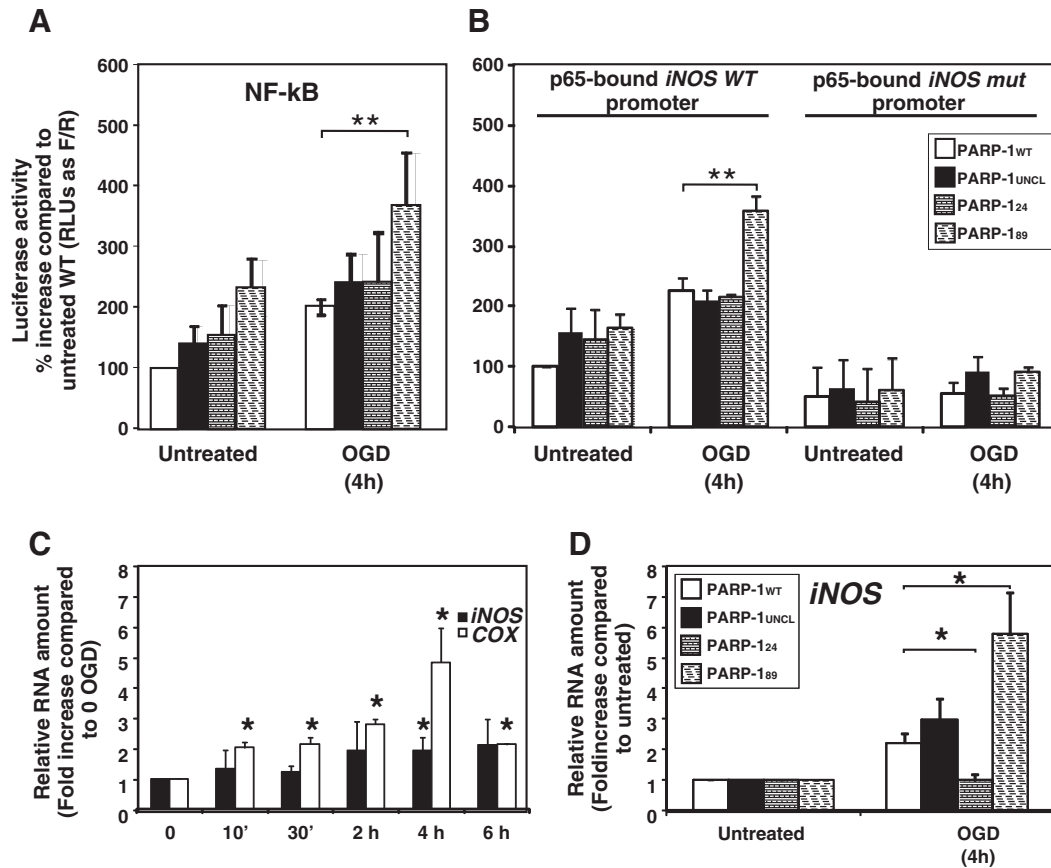 A
Luciferase activity
% increase compared to
untreated WT (RLUs as F/R)
600
500
400
300
200
100
0
NF-kB
**
Untreated
OGD
(4h)
B
600
500
400
300
200
100
0
p65-bound iNOS WT
promoter
p65-bound iNOS mut
promoter
**
PARP-1WT
PARP-1UNCL
PARP-124
PARP-189
Untreated
OGD
(4h)
Untreated
OGD
(4h)
C
Relative RNA amount
(Fold increase compared
to 0 OGD)
8
7
6
5
4
3
2
1
0
iNOS
COX
*
*
*
*
*
*
0
10’
30’
2 h
4 h
6 h
D
Relative RNA amount
(Foldincrease compared
to untreated)
8
7
6
5
4
3
2
1
0
PARP-1WT
PARP-1UNCL
PARP-124
PARP-189
iNOS
*
*
Untreated
OGD
(4h)